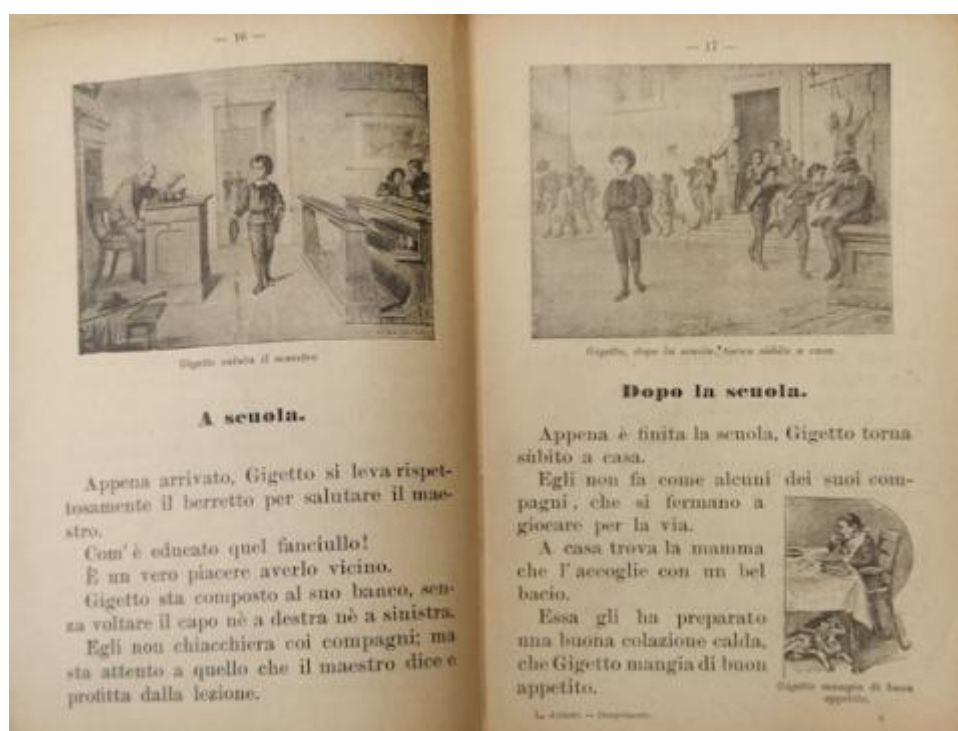 — 16 —
Gigetto saluta il maestro
A scuola.
Appena arrivato, Gigetto si leva rispet-
tosamente il berretto per salutare il mae-
stro.
Com' è educato quel fanciullo!
È un vero piacere averlo vicino.
Gigetto sta composto al suo banco, sen-
za voltare il capo nè a destra nè a sinistra.
Egli non chiacchiera coi compagni; ma
sta attento a quello che il maestro dice e
profitta dalla lezione.
— 17 —
Gigetto, dopo la scuola, torna sùbito a casa
Dopo la scuola.
Appena è finita la scuola, Gigetto torna
sùbito a casa.
Egli non fa come alcuni dei suoi com-
pagni, che si fermano a
giocare per la via.
A casa trova la mamma
che l'accoglie con un bel
bacio.
Essa gli ha preparato
una buona colazione calda,
che Gigetto mangia di buon
appetito.
Gigetto mangia di buon
appetito.